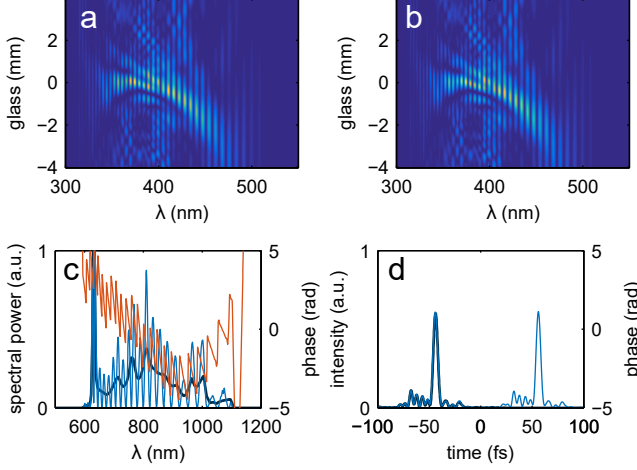 a
b
glass (mm)
4
2
0
−2
−4
300
400
500
λ (nm)
glass (mm)
2
0
−2
−4
300
400
500
λ (nm)
c
spectral power (a.u.)
1
0
600
800
1000
1200
λ (nm)
5
0
−5
phase (rad)
d
intensity (a.u.)
1
0
-100
-50
0
50
100
time (fs)
5
0
−5
phase (rad)